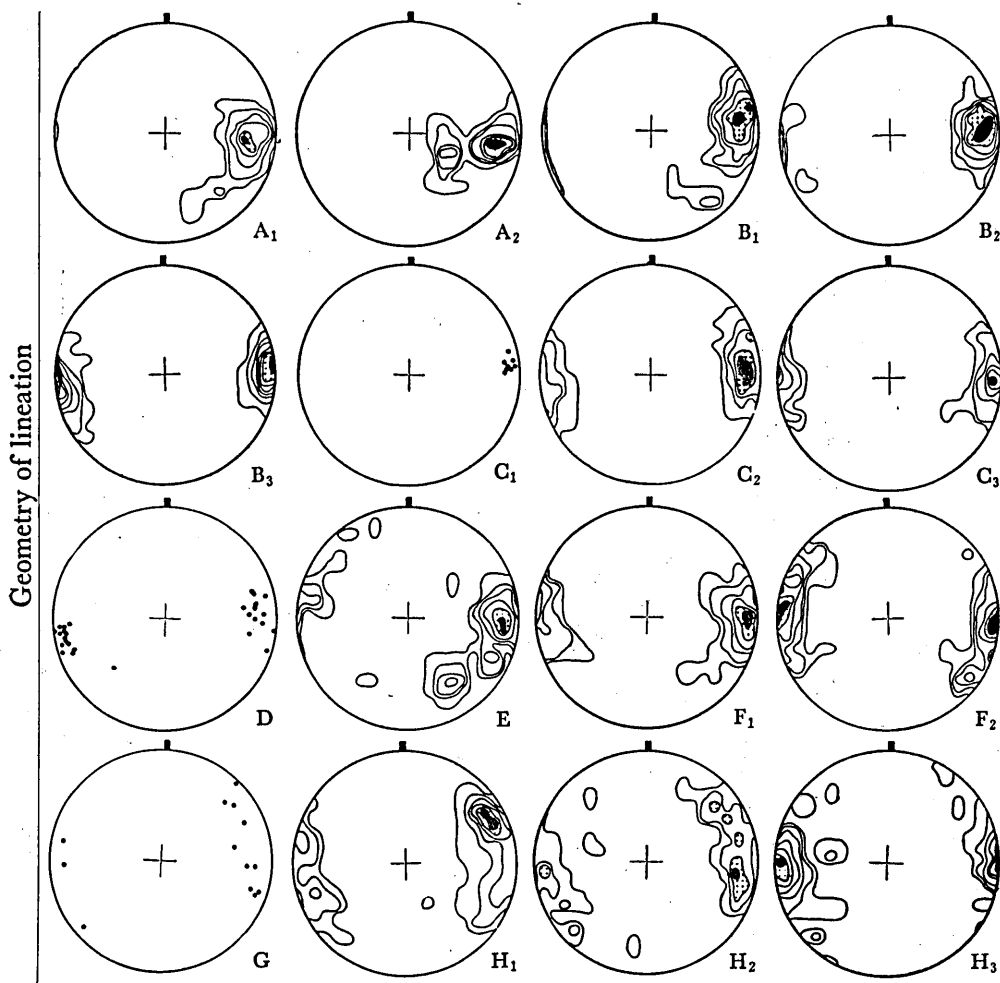 Geometry of lineation
A₁ A₂ B₁ B₂
B₃ C₁ C₂ C₃
D E F₁ F₂
G H₁ H₂ H₃